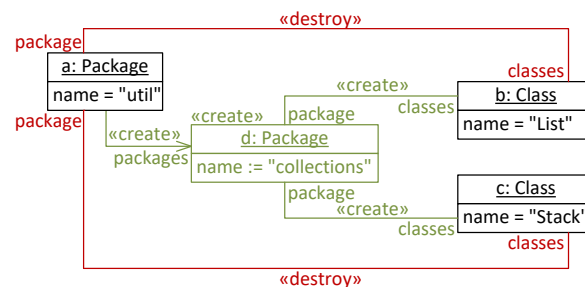 «destroy»
package
classes
a: Package
name = "util"
package
«create»
packages
«create»
package
classes
b: Class
name = "List"
«create»
d: Package
name := "collections"
package
«create»
classes
c: Class
name = "Stack"
classes
«destroy»